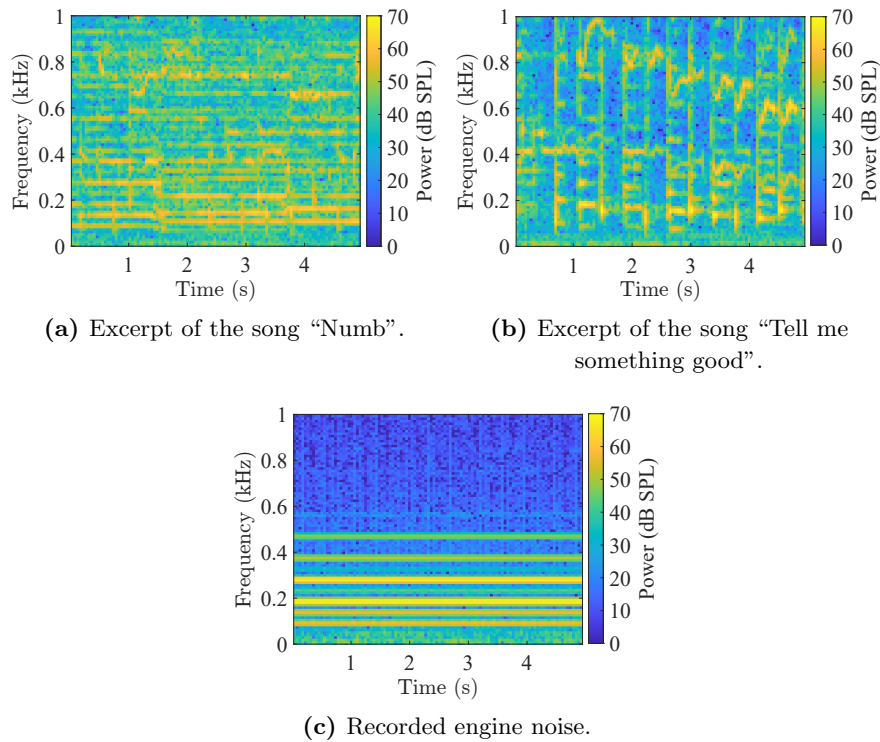 1
0.8
0.6
0.4
0.2
0
Frequency (kHz)
1 2 3 4
Time (s)
70
60
50
40
30
20
10
0
Power (dB SPL)
1
0.8
0.6
0.4
0.2
0
Frequency (kHz)
1 2 3 4
Time (s)
70
60
50
40
30
20
10
0
Power (dB SPL)
(a) Excerpt of the song “Numb”.
(b) Excerpt of the song “Tell me
something good”.
1
0.8
0.6
0.4
0.2
0
Frequency (kHz)
1 2 3 4
Time (s)
70
60
50
40
30
20
10
0
Power (dB SPL)
(c) Recorded engine noise.